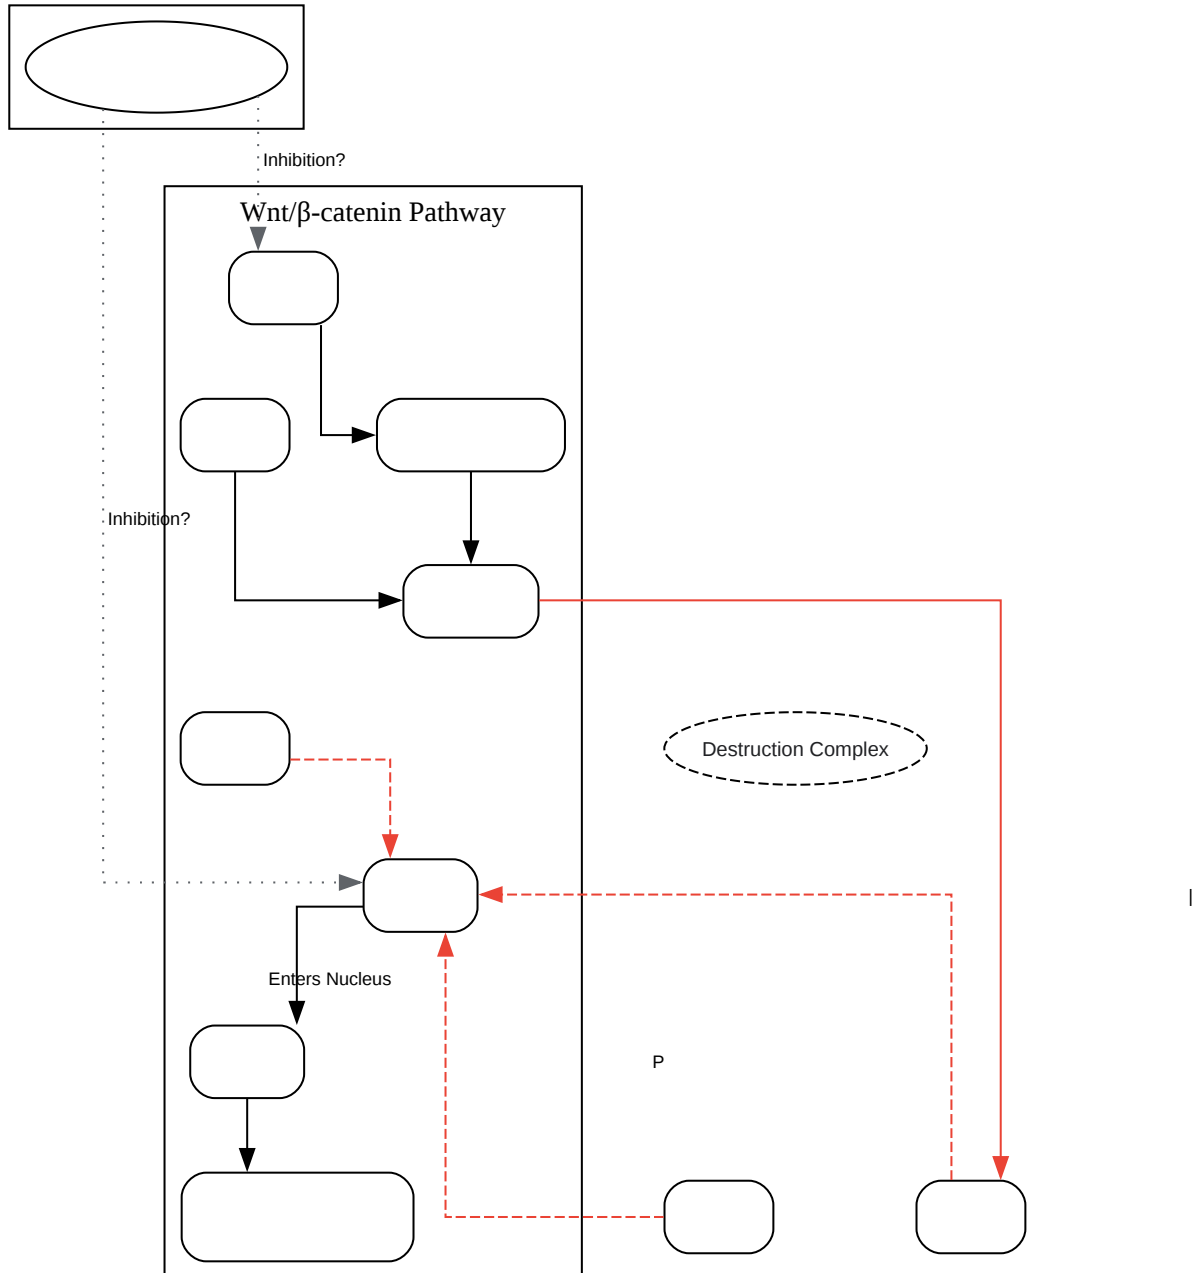 Inhibition?
Wnt/β-catenin Pathway
Inhibition?
Destruction Complex
|
Enters Nucleus
P